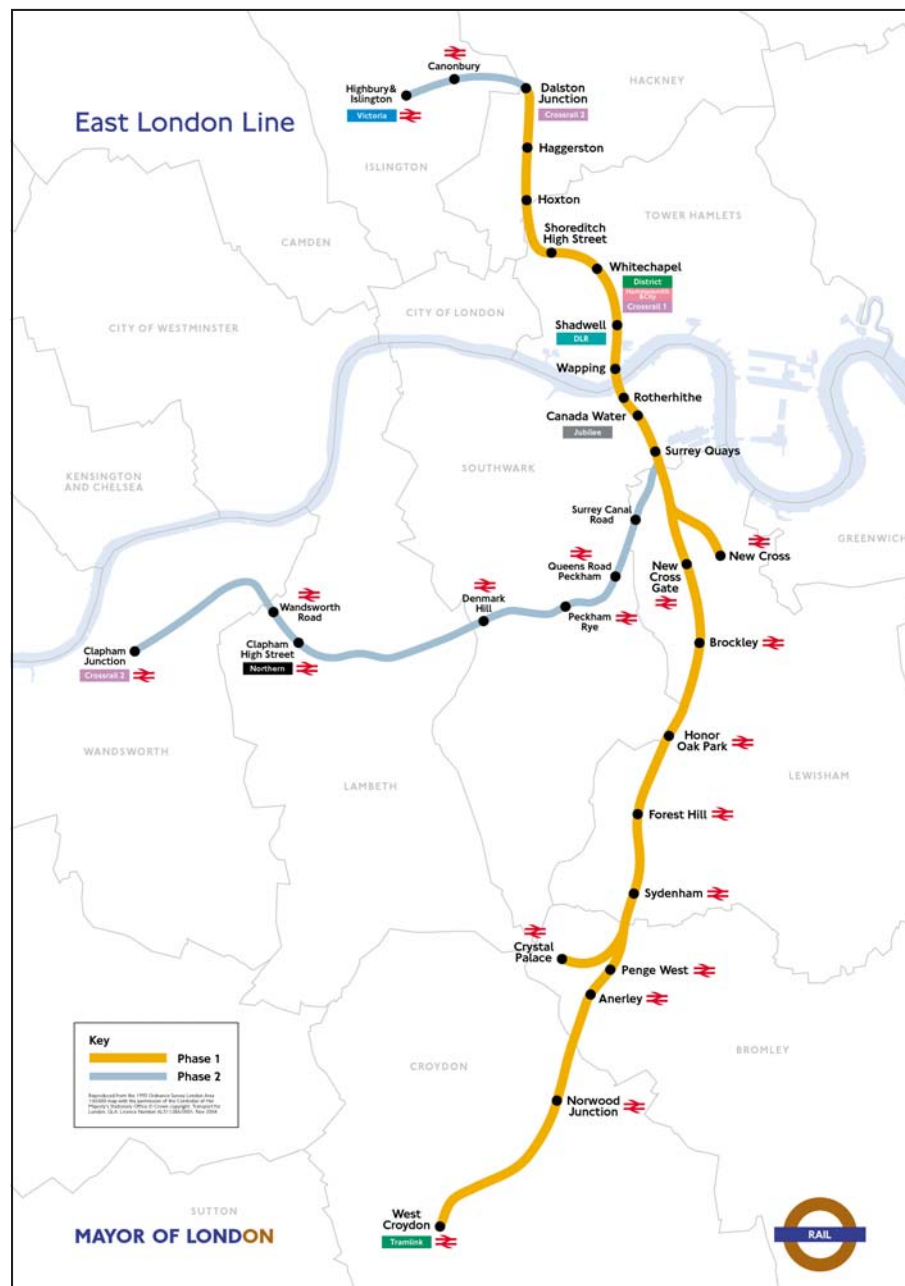 East London Line
Canonbury
Highbury &
Islington
Victoria
Dalston
Junction
Crossrail 2
HACKNEY
Haggerston
ISLINGTON
Hoxton
TOWER HAMLETS
Shoreditch
High Street
CAMDEN
Whitechapel
District
Hammersmith
&City
Crossrail 1
CITY OF LONDON
CITY OF WESTMINSTER
Shadwell
DLR
Wapping
Rotherhithe
Canada Water
Jubilee
Surrey Quays
SOUTHWARK
KENSINGTON
AND CHELSEA
Surrey Canal
Road
GREENWICH
New Cross
Queens Road
Peckham
New
Cross
Gate
Denmark
Hill
Wandsworth
Road
Peckham
Rye
Clapham
High Street
Northern
Clapham
Junction
Crossrail 2
Brockley
WANDSWORTH
Honor
Oak Park
LEWISHAM
LAMBETH
Forest Hill
Sydenham
Crystal
Palace
Penge West
Anerley
BROMLEY
CROYDON
Key
Phase 1
Phase 2
Norwood
Junction
SUTTON
West
Croydon
Tramlink
MAYOR OF LONDON
RAIL